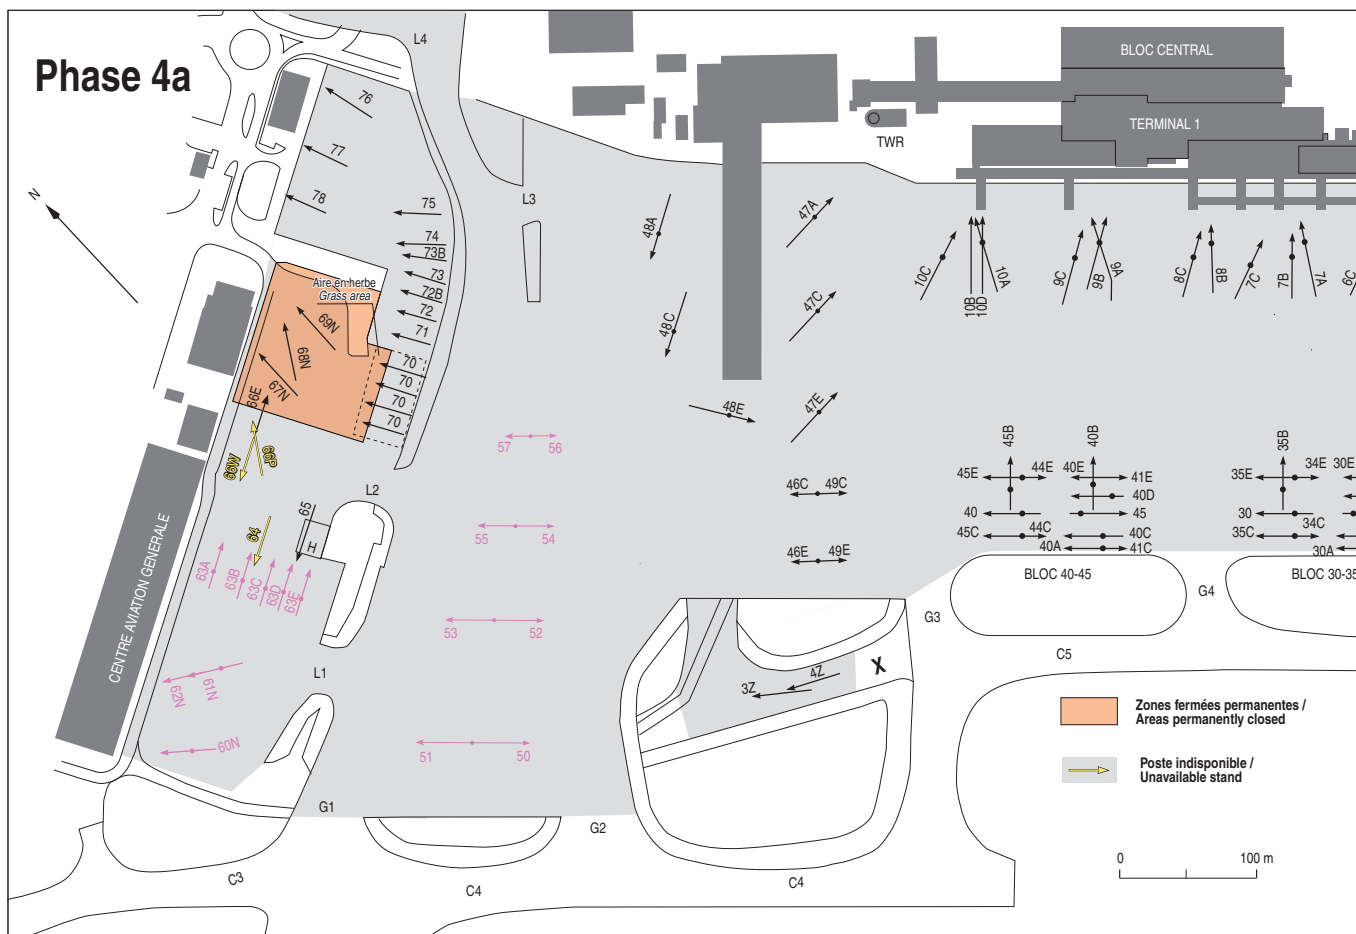 Phase 4a
L4
BLOC CENTRAL
TERMINAL 1
TWR
N
76
77
78
75
74
73B
73
72B
72
71
70
70
70
70
L3
Aire en herbe
Grass area
69N
68N
67N
66E
66W
66P
64
65
H
L2
48A
48C
48E
47A
47C
47E
10C
10B
10D
10A
9C
9B
9A
8C
8B
7C
7B
7A
6C
57
56
55
54
53
52
51
50
46C
49C
46E
49E
45B
45E
44E
40
45C
44C
40B
40E
41E
40D
45
40C
40A
41C
35B
35E
34E
30E
30
34C
35C
30A
BLOC 40-45
BLOC 30-35
G4
G3
C5
CENTRE AVIATION GENERALE
63A
63B
63C
63D
63E
62N
61N
60N
L1
3Z
4Z
X
G1
G2
C3
C4
C4
Zones fermées permanentes /
Areas permanently closed
Poste indisponible /
Unavailable stand
0
100 m